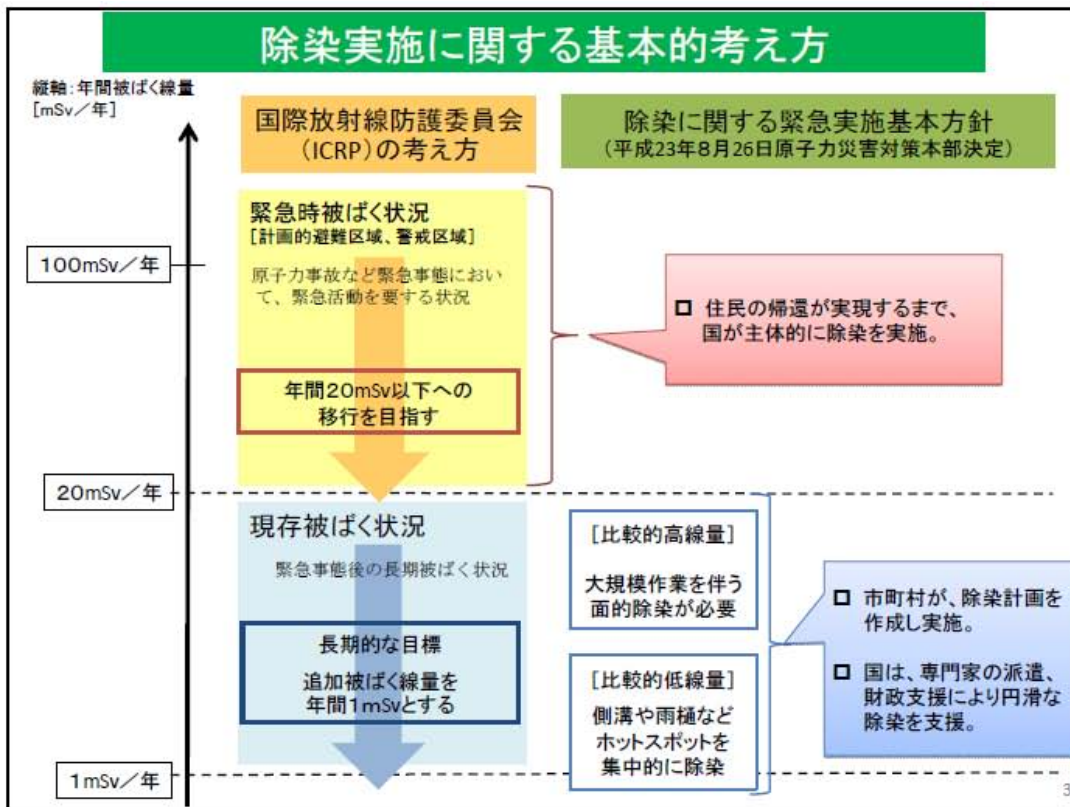 除染実施に関する基本的考え方
縦軸：年間被ばく線量
［mSv／年］
国際放射線防護委員会
（ICRP）の考え方
除染に関する緊急実施基本方針
（平成23年８月26日原子力災害対策本部決定）
緊急時被ばく状況
［計画的避難区域、警戒区域］
100mSv／年
原子力事故など緊急事態におい
て、緊急活動を要する状況
住民の帰還が実現するまで、
国が主体的に除染を実施。
年間２０mSv以下への
移行を目指す
20mSv／年
現存被ばく状況
緊急事態後の長期被ばく状況
［比較的高線量］
大規模作業を伴う
面的除染が必要
市町村が、除染計画を
作成し実施。
長期的な目標
追加被ばく線量を
年間１mSvとする
［比較的低線量］
側溝や雨樋など
ホットスポットを
集中的に除染
国は、専門家の派遣、
財政支援により円滑な
除染を支援。
１mSv／年
3